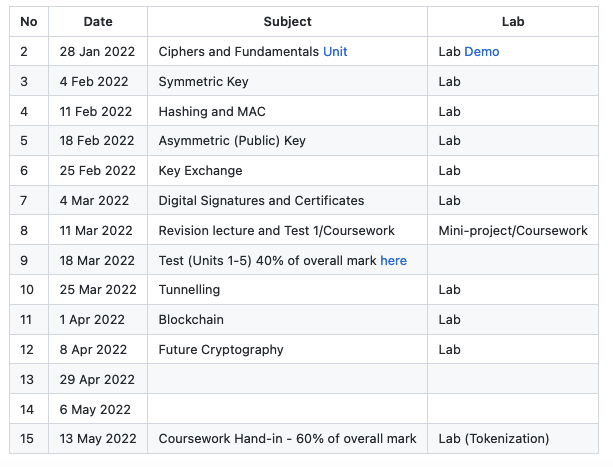 No Date Subject Lab
2 28 Jan 2022 Ciphers and Fundamentals Unit Lab Demo
3 4 Feb 2022 Symmetric Key Lab
4 11 Feb 2022 Hashing and MAC Lab
5 18 Feb 2022 Asymmetric (Public) Key Lab
6 25 Feb 2022 Key Exchange Lab
7 4 Mar 2022 Digital Signatures and Certificates Lab
8 11 Mar 2022 Revision lecture and Test 1/Coursework Mini-project/Coursework
9 18 Mar 2022 Test (Units 1-5) 40% of overall mark here
10 25 Mar 2022 Tunnelling Lab
11 1 Apr 2022 Blockchain Lab
12 8 Apr 2022 Future Cryptography Lab
13 29 Apr 2022
14 6 May 2022
15 13 May 2022 Coursework Hand-in - 60% of overall mark Lab (Tokenization)